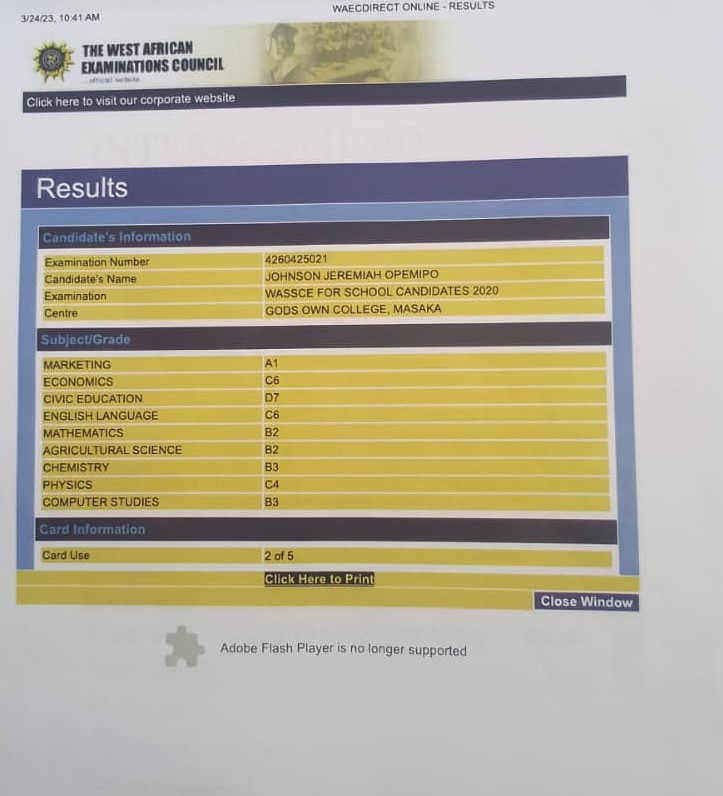 3/24/23, 10:41 AM
WAECDIRECT ONLINE - RESULTS
THE WEST AFRICAN
EXAMINATIONS COUNCIL
official website
Click here to visit our corporate website
Results
Candidate's Information
Examination Number 4260425021
Candidate's Name JOHNSON JEREMIAH OPEMIPO
Examination WASSCE FOR SCHOOL CANDIDATES 2020
Centre GODS OWN COLLEGE, MASAKA
Subject/Grade
MARKETING A1
ECONOMICS C6
CIVIC EDUCATION D7
ENGLISH LANGUAGE C6
MATHEMATICS B2
AGRICULTURAL SCIENCE B2
CHEMISTRY B3
PHYSICS C4
COMPUTER STUDIES B3
Card Information
Card Use 2 of 5
Click Here to Print
Close Window
Adobe Flash Player is no longer supported